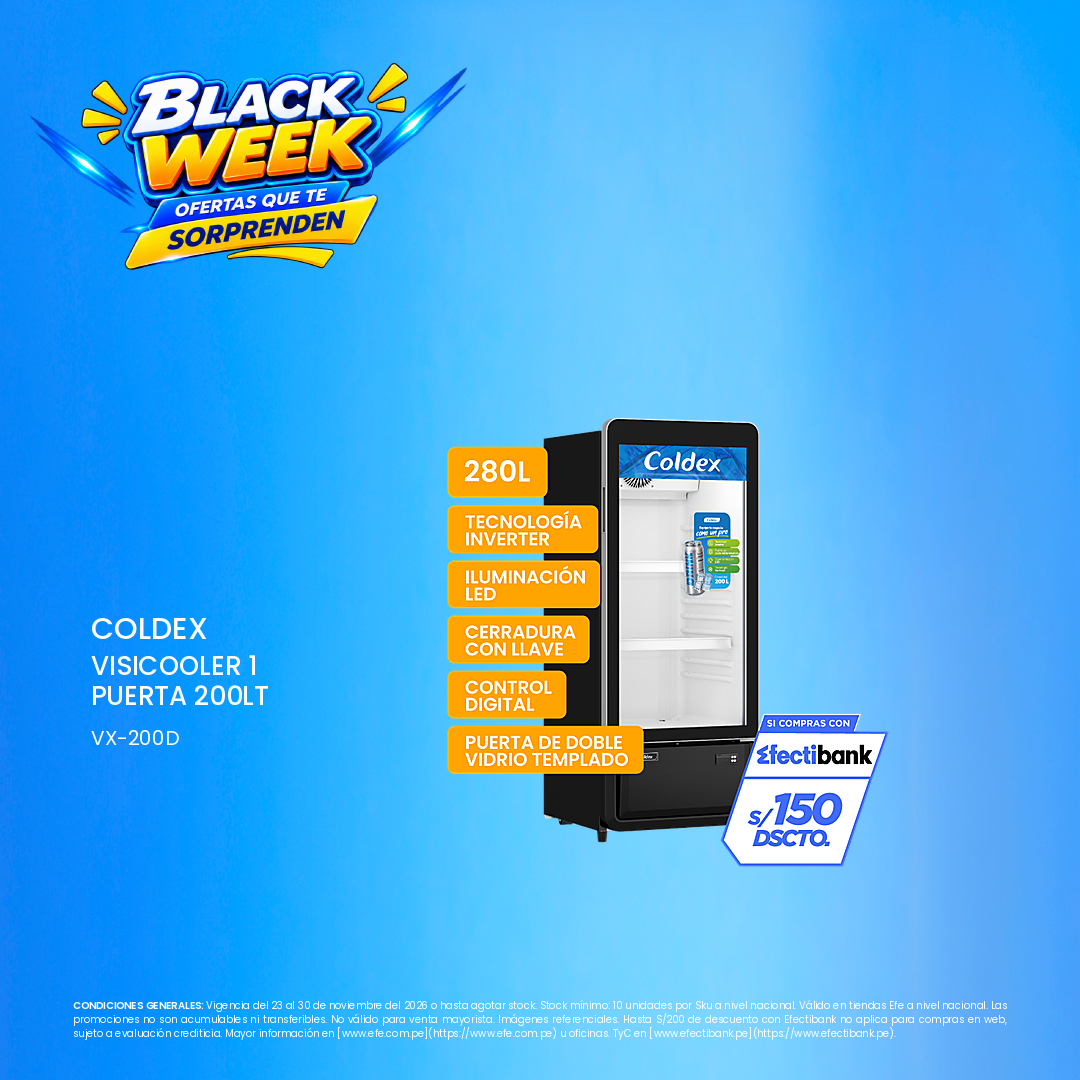 BLACK
WEEK
OFERTAS QUE TE
SORPRENDEN
280L
TECNOLOGÍA
INVERTER
ILUMINACIÓN
LED
CERRADURA
CON LLAVE
CONTROL
DIGITAL
PUERTA DE DOBLE
VIDRIO TEMPLADO
Coldex
como un pro
200 L
COLDEX
VISICOOLER 1
PUERTA 200LT
VX-200D
SI COMPRAS CON
Efectibank
S/150
DSCTO.
CONDICIONES GENERALES: Vigencia del 23 al 30 de noviembre del 2026 o hasta agotar stock. Stock mínimo: 10 unidades por Sku a nivel nacional. Válido en tiendas Efe a nivel nacional. Las
promociones no son acumulables ni transferibles. No válido para venta mayorista. Imágenes referenciales. Hasta S/200 de descuento con Efectibank no aplica para compras en web,
sujeto a evaluación crediticia. Mayor información en [www.efe.com.pe](https://www.efe.com.pe) u oficinas. TyC en [www.efectibank.pe](https://www.efectibank.pe).